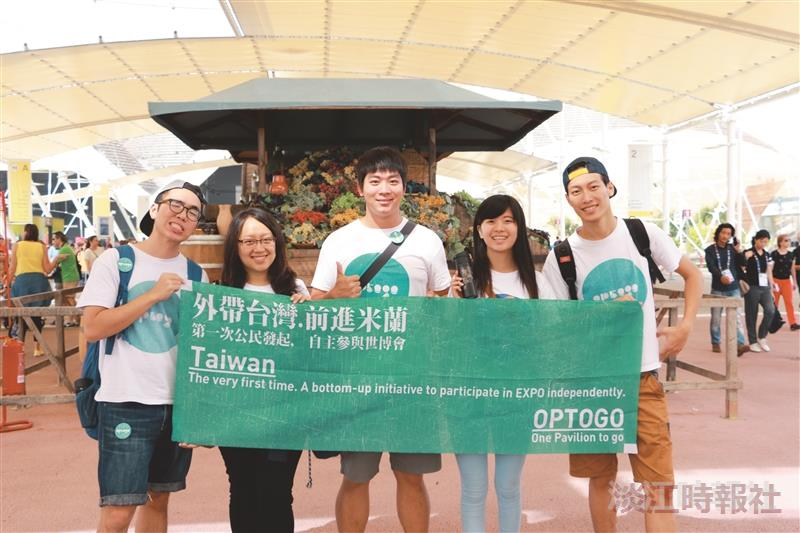 外帶台灣.前進米蘭
第一次公民發起， 自主參與世博會
Taiwan
The very first time. A bottom-up initiative to participate in EXPO independently.
OPTOGO
One Pavilion to go
淡江時報社